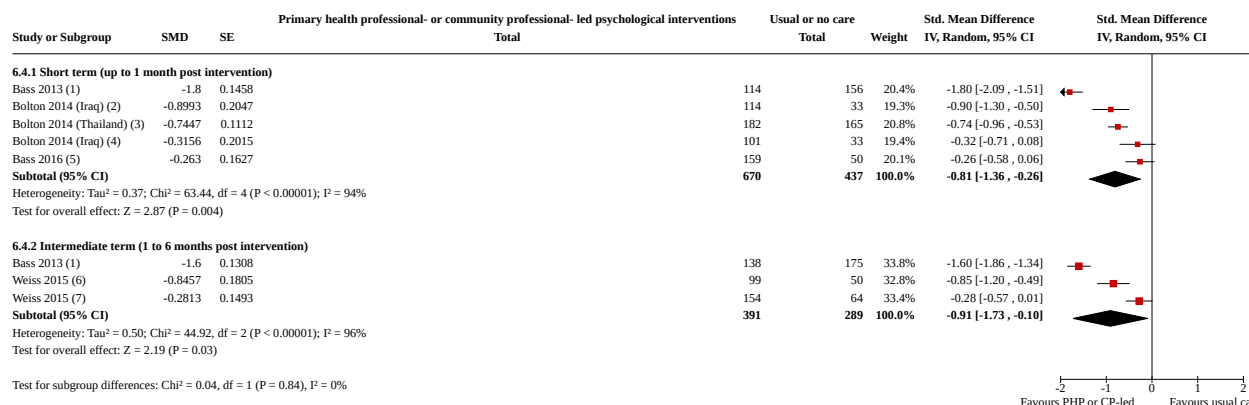 Primary health professional- or community professional- led psychological interventions Usual or no care Std. Mean Difference Std. Mean Difference
Study or Subgroup SMD SE Total Total Weight IV, Random, 95% CI IV, Random, 95% CI
6.4.1 Short term (up to 1 month post intervention)
Bass 2013 (1) -1.8 0.1458 114 156 20.4% -1.80 [-2.09 , -1.51]
Bolton 2014 (Iraq) (2) -0.8993 0.2047 114 33 19.3% -0.90 [-1.30 , -0.50]
Bolton 2014 (Thailand) (3) -0.7447 0.1112 182 165 20.8% -0.74 [-0.96 , -0.53]
Bolton 2014 (Iraq) (4) -0.3156 0.2015 101 33 19.4% -0.32 [-0.71 , 0.08]
Bass 2016 (5) -0.263 0.1627 159 50 20.1% -0.26 [-0.58 , 0.06]
Subtotal (95% CI) 670 437 100.0% -0.81 [-1.36 , -0.26]
Heterogeneity: Tau² = 0.37; Chi² = 63.44, df = 4 (P < 0.00001); I² = 94%
Test for overall effect: Z = 2.87 (P = 0.004)
6.4.2 Intermediate term (1 to 6 months post intervention)
Bass 2013 (1) -1.6 0.1308 138 175 33.8% -1.60 [-1.86 , -1.34]
Weiss 2015 (6) -0.8457 0.1805 99 50 32.8% -0.85 [-1.20 , -0.49]
Weiss 2015 (7) -0.2813 0.1493 154 64 33.4% -0.28 [-0.57 , 0.01]
Subtotal (95% CI) 391 289 100.0% -0.91 [-1.73 , -0.10]
Heterogeneity: Tau² = 0.50; Chi² = 44.92, df = 2 (P < 0.00001); I² = 96%
Test for overall effect: Z = 2.19 (P = 0.03)
Test for subgroup differences: Chi² = 0.04, df = 1 (P = 0.84), I² = 0%
-2 -1 0 1 2
Favours PHP or CP-led Favours usual ca